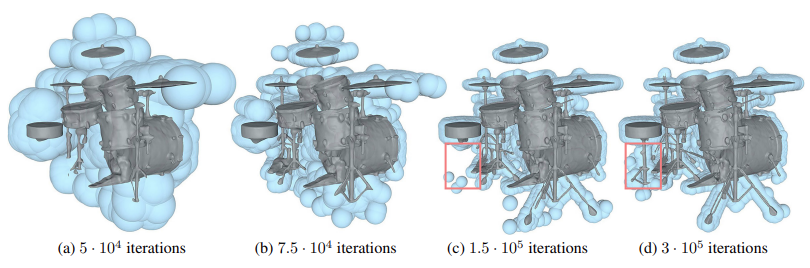 (a) 5 · 10⁴ iterations
(b) 7.5 · 10⁴ iterations
(c) 1.5 · 10⁵ iterations
(d) 3 · 10⁵ iterations